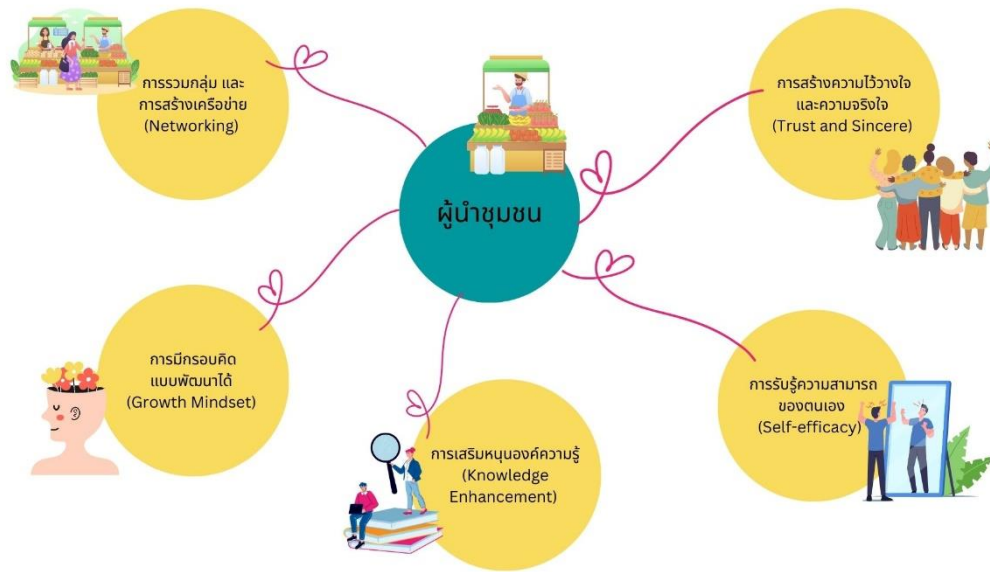 การรวมกลุ่ม และ
การสร้างเครือข่าย
(Networking)
ผู้นำชุมชน
การสร้างความไว้วางใจ
และความจริงใจ
(Trust and Sincere)
การมีกรอบคิด
แบบพัฒนาได้
(Growth Mindset)
การเสริมหนุนองค์ความรู้
(Knowledge
Enhancement)
การรับรู้ความสามารถ
ของตนเอง
(Self-efficacy)